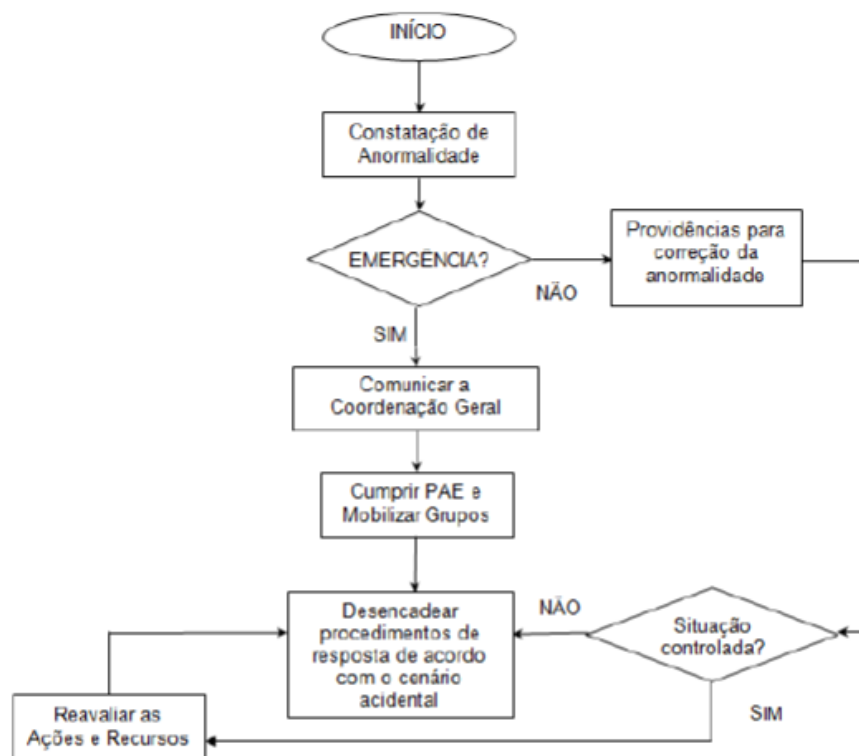 INÍCIO
Constatação de
Anormalidade
EMERGÊNCIA?
NÃO
Providências para
correção da
anormalidade
SIM
Comunicar a
Coordenação Geral
Cumprir PAE e
Mobilizar Grupos
Desencadear
procedimentos de
resposta de acordo
com o cenário
acidental
NÃO
Situação
controlada?
SIM
Reavaliar as
Ações e Recursos